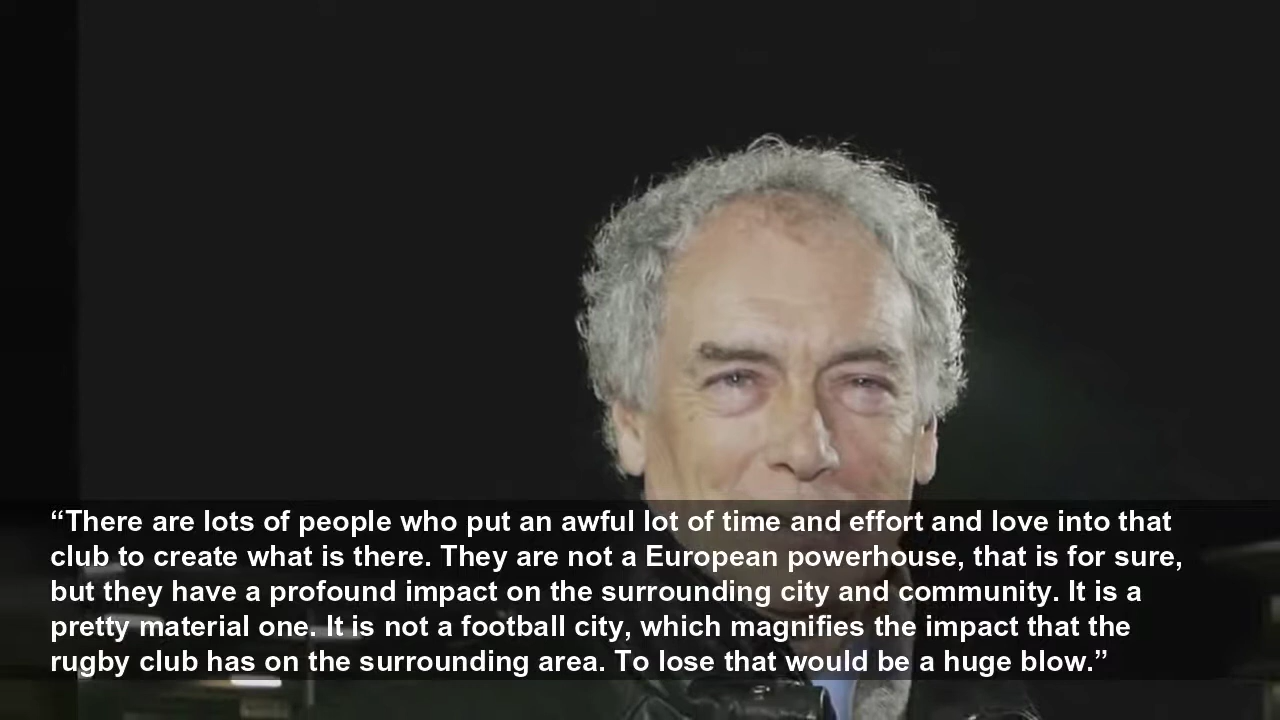 “There are lots of people who put an awful lot of time and effort and love into that
club to create what is there. They are not a European powerhouse, that is for sure,
but they have a profound impact on the surrounding city and community. It is a
pretty material one. It is not a football city, which magnifies the impact that the
rugby club has on the surrounding area. To lose that would be a huge blow.”